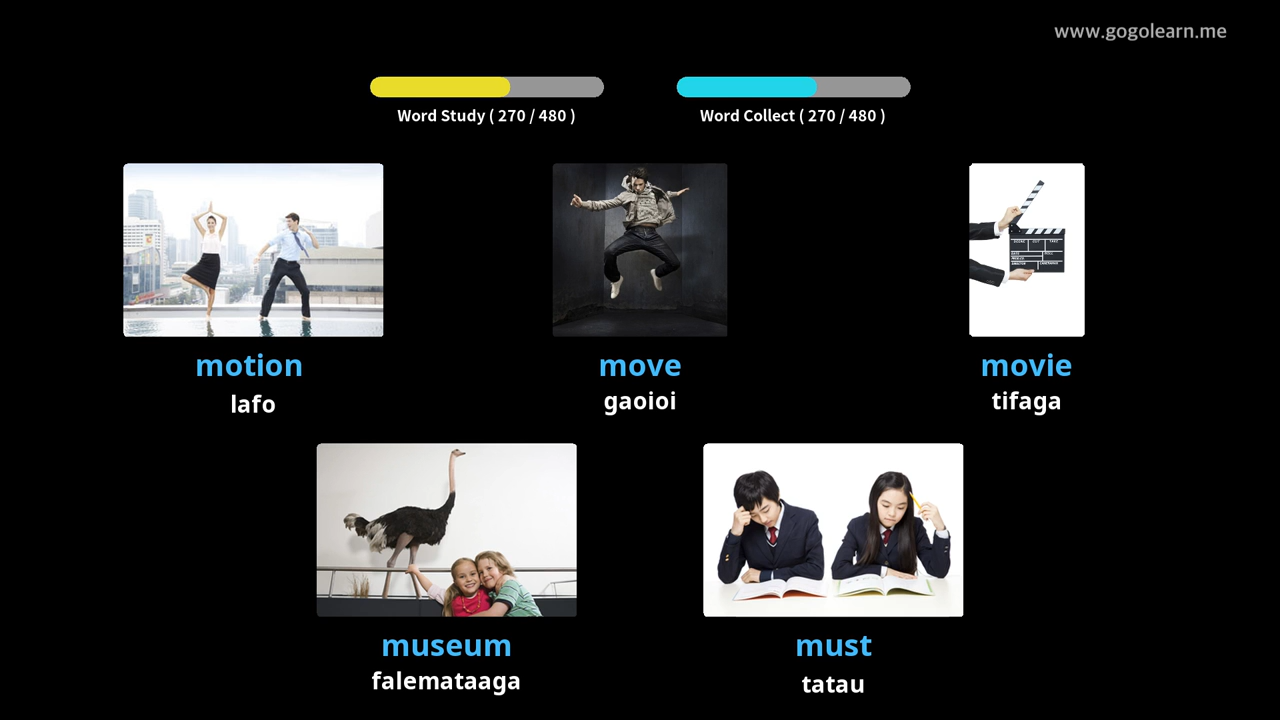 www.gogolearn.me
Word Study ( 270 / 480 )
Word Collect ( 270 / 480 )
motion
lafo
move
gaoioi
movie
tifaga
museum
falemataaga
must
tatau